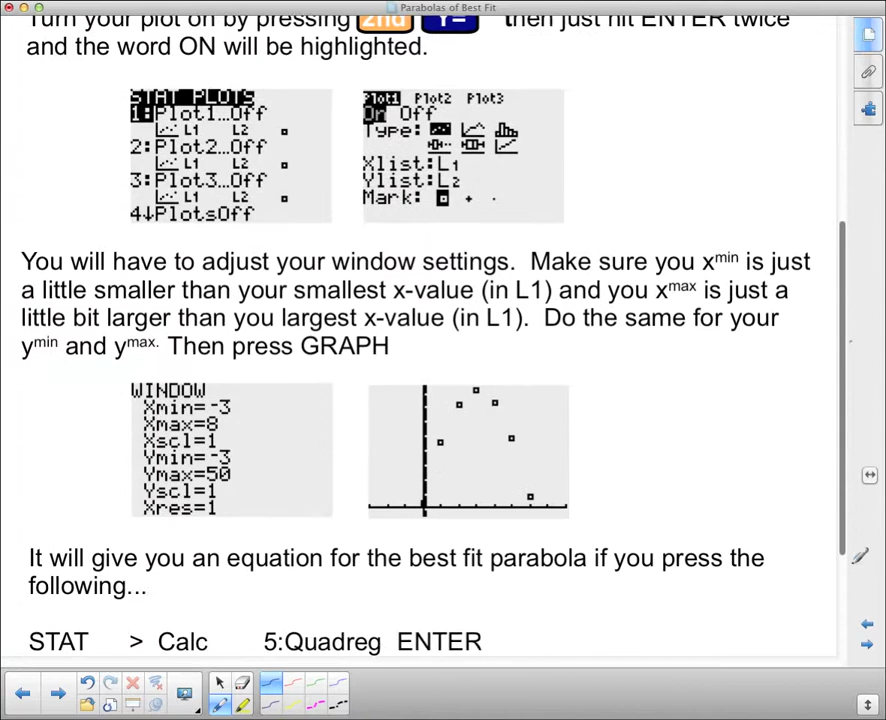 Parabolas of Best Fit
Turn your plot on by pressing 2nd Y= then just hit ENTER twice
and the word ON will be highlighted.
STAT PLOTS
1:Plot1...Off
L1 L2
2:Plot2...Off
L1 L2
3:Plot3...Off
L1 L2
4↓PlotsOff
Plot1 Plot2 Plot3
On Off
Type:
Xlist:L1
Ylist:L2
Mark: + .
You will have to adjust your window settings. Make sure you xmin is just
a little smaller than your smallest x-value (in L1) and you xmax is just a
little bit larger than you largest x-value (in L1). Do the same for your
ymin and ymax. Then press GRAPH
WINDOW
Xmin=-3
Xmax=8
Xscl=1
Ymin=-3
Ymax=50
Yscl=1
Xres=1
It will give you an equation for the best fit parabola if you press the
following...
STAT > Calc 5:Quadreg ENTER